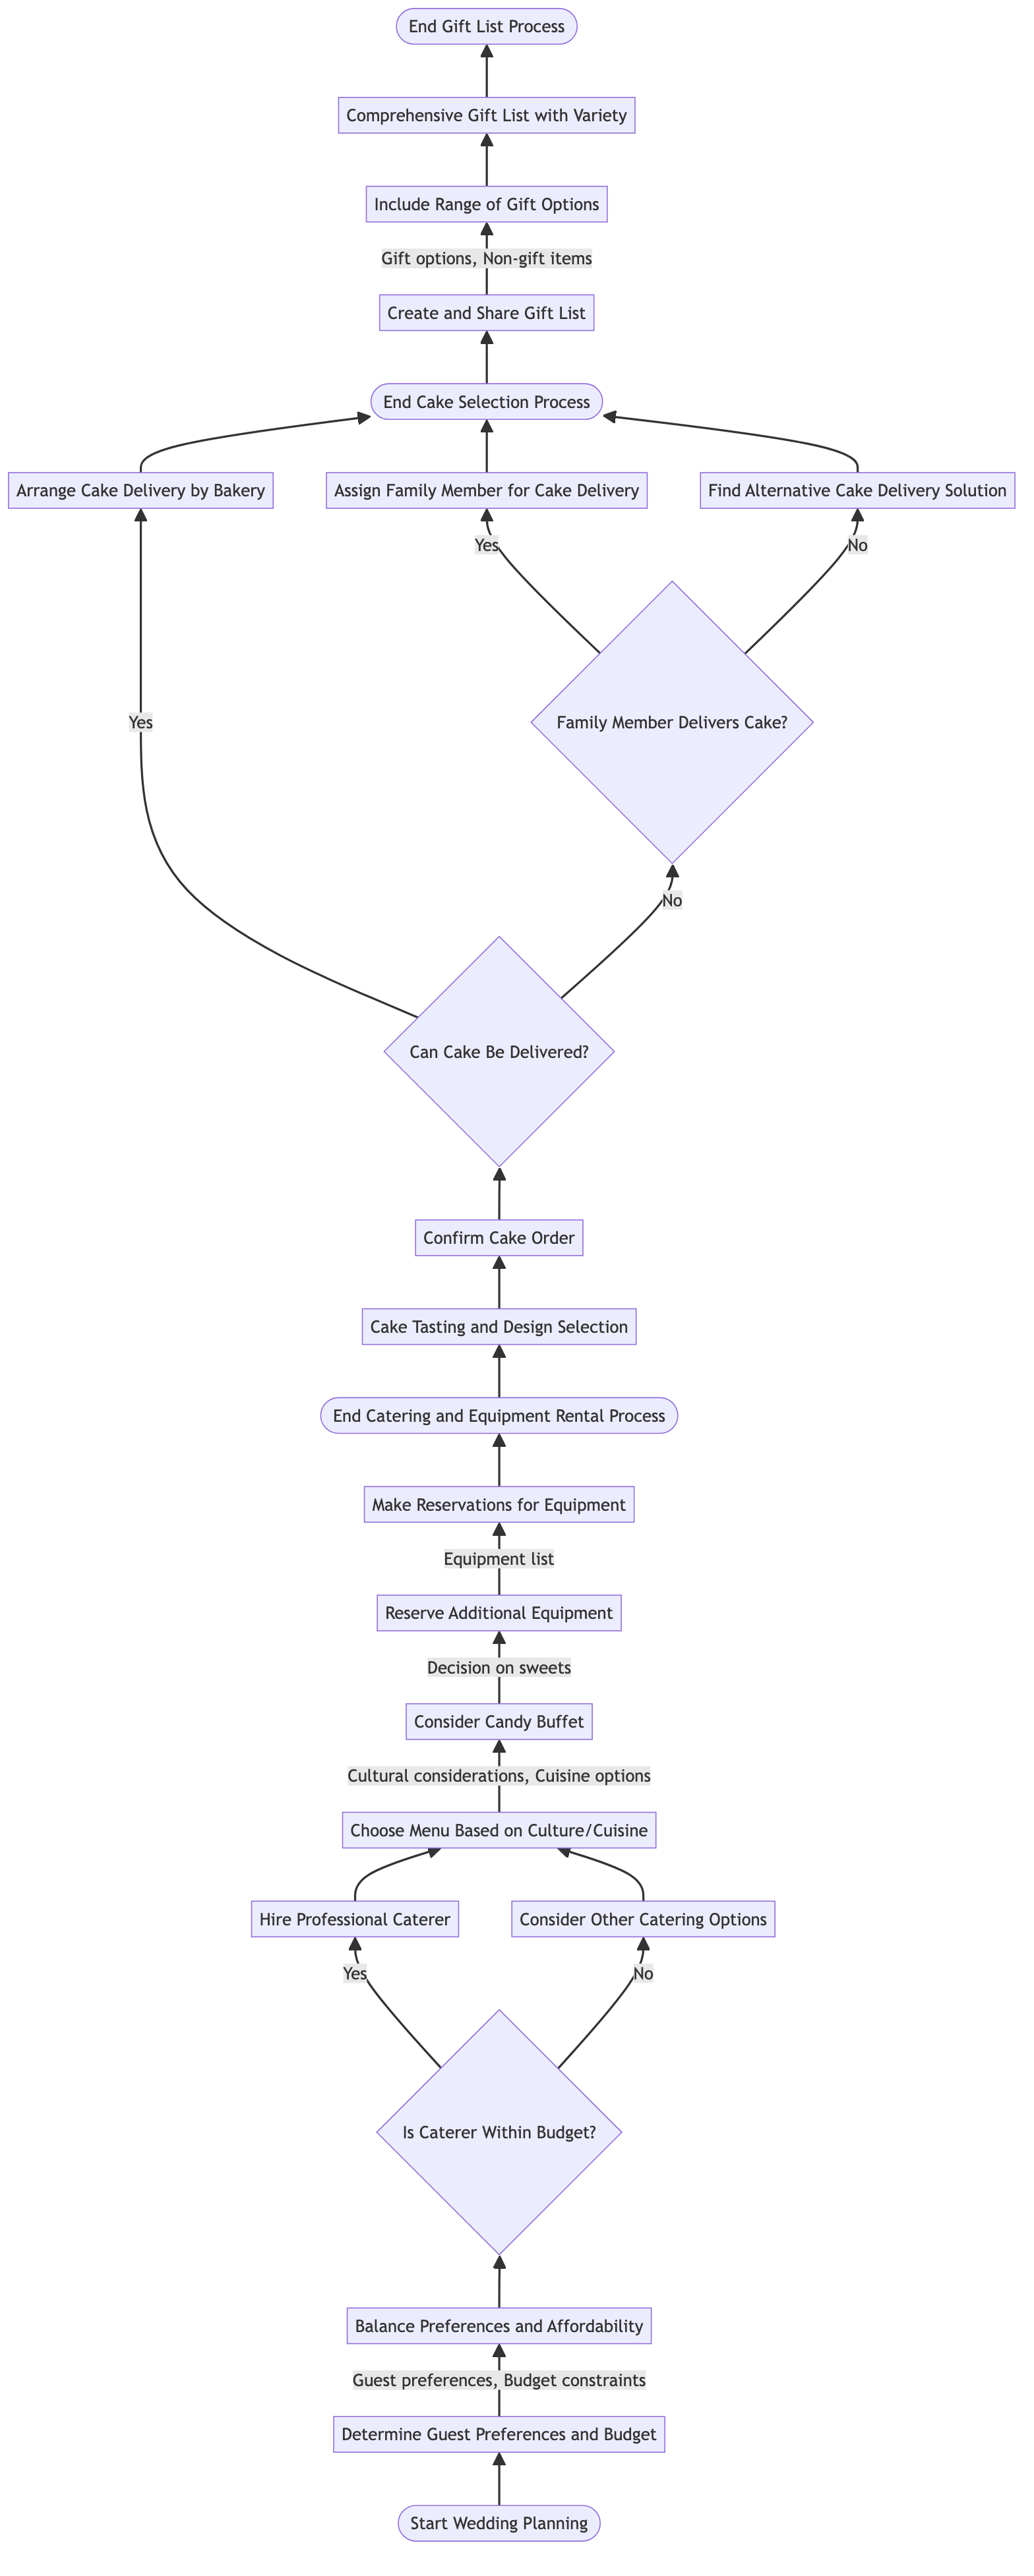 End Gift List Process
Comprehensive Gift List with Variety
Include Range of Gift Options
Gift options, Non-gift items
Create and Share Gift List
End Cake Selection Process
Arrange Cake Delivery by Bakery
Assign Family Member for Cake Delivery
Find Alternative Cake Delivery Solution
Yes
No
Yes
Family Member Delivers Cake?
No
Can Cake Be Delivered?
Confirm Cake Order
Cake Tasting and Design Selection
End Catering and Equipment Rental Process
Make Reservations for Equipment
Equipment list
Reserve Additional Equipment
Decision on sweets
Consider Candy Buffet
Cultural considerations, Cuisine options
Choose Menu Based on Culture/Cuisine
Hire Professional Caterer
Consider Other Catering Options
Yes
No
Is Caterer Within Budget?
Balance Preferences and Affordability
Guest preferences, Budget constraints
Determine Guest Preferences and Budget
Start Wedding Planning